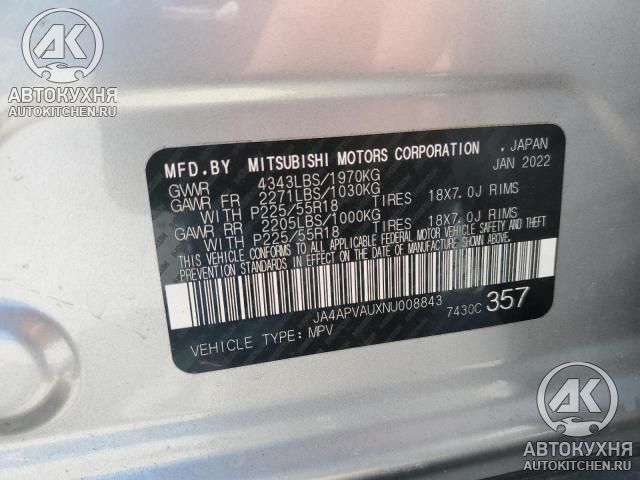 АК
АВТОКУХНЯ
AUTOKITCHEN.RU
MFD.BY MITSUBISHI MOTORS CORPORATION , JAPAN
GVWR 4343LBS/1970KG JAN 2022
GAWR FR 2271LBS/1030KG
WITH P225/55R18 TIRES 18X7.0J RIMS
GAWR RR 2205LBS/1000KG
WITH P225/55R18 TIRES 18X7.0J RIMS
THIS VEHICLE CONFORMS TO ALL APPLICABLE FEDERAL MOTOR VEHICLE SAFETY AND THEFT
PREVENTION STANDARDS IN EFFECT ON THE DATE OF MANUFACTURE SHOWN ABOVE.
JA4APVAUXNU008843 7430C 357
VEHICLE TYPE: MPV
АК
АВТОКУХНЯ
AUTOKITCHEN.RU